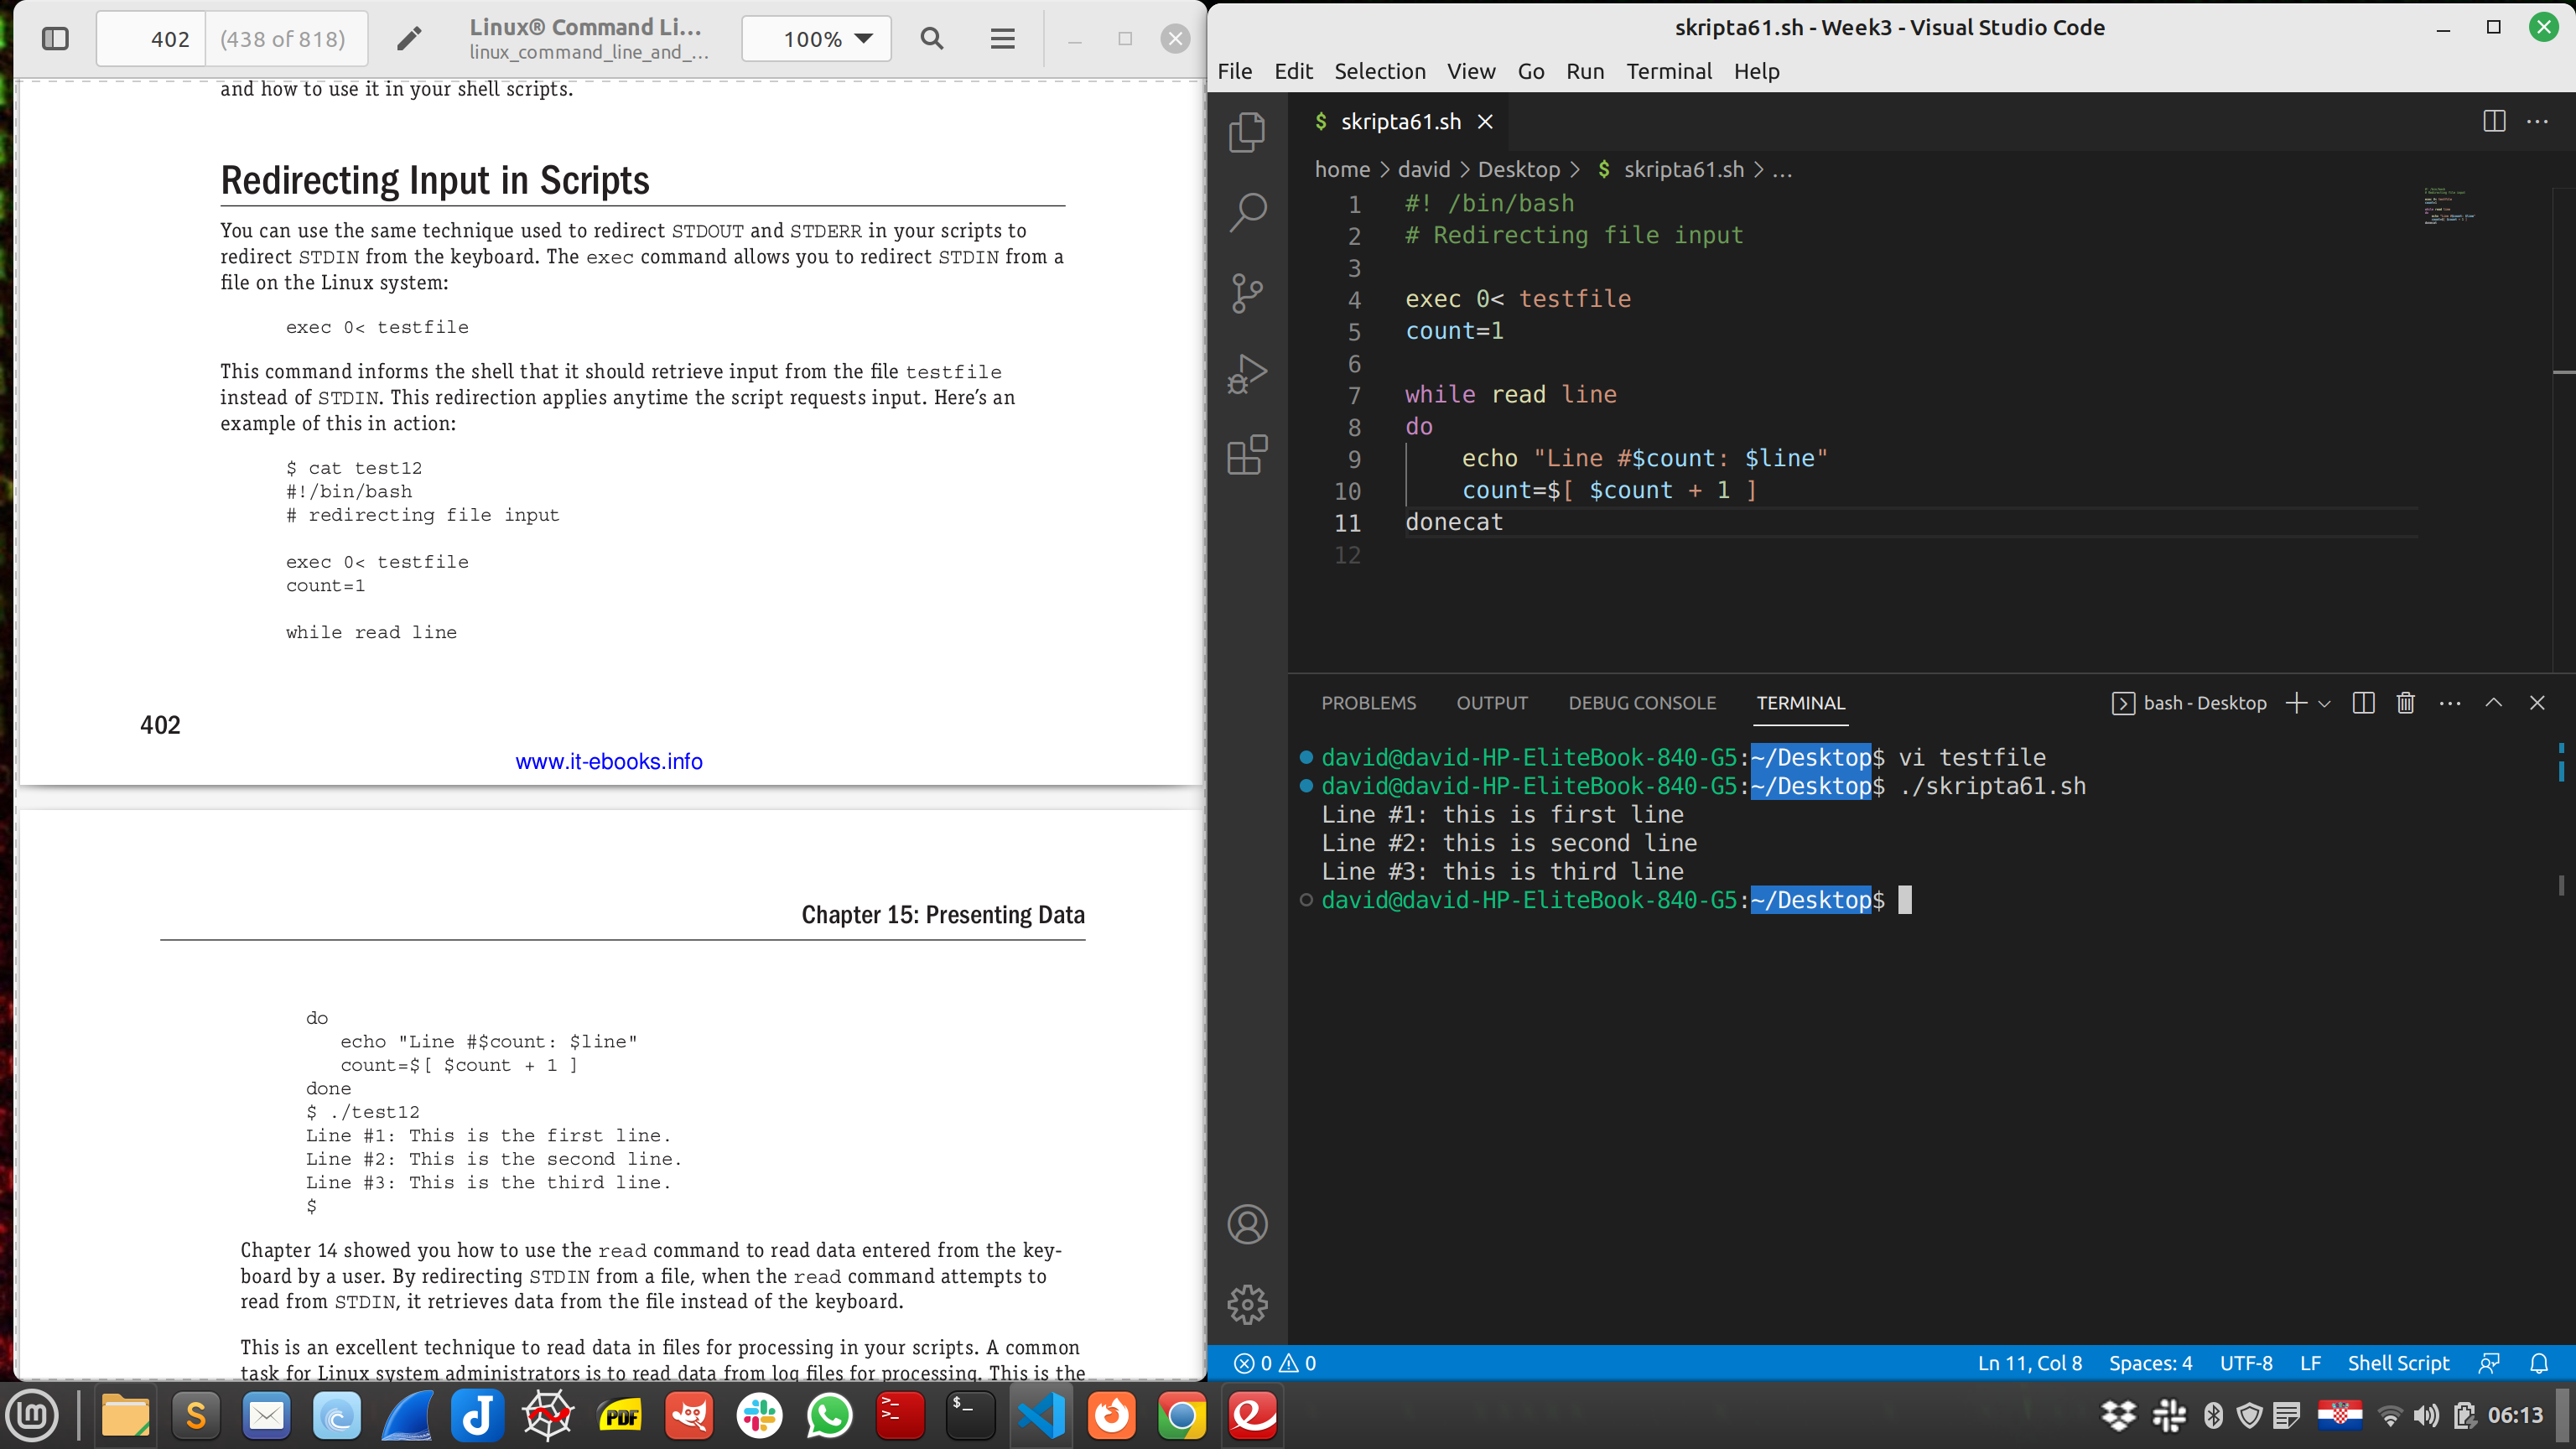 402 (438 of 818)
Linux® Command Li...
linux_command_line_and_...
100%
and how to use it in your shell scripts.
Redirecting Input in Scripts
You can use the same technique used to redirect STDOUT and STDERR in your scripts to
redirect STDIN from the keyboard. The exec command allows you to redirect STDIN from a
file on the Linux system:
exec 0< testfile
This command informs the shell that it should retrieve input from the file testfile
instead of STDIN. This redirection applies anytime the script requests input. Here's an
example of this in action:
$ cat test12
#!/bin/bash
# redirecting file input
exec 0< testfile
count=1
while read line
402
www.it-ebooks.info
Chapter 15: Presenting Data
do
echo "Line #$count: $line"
count=$[ $count + 1 ]
done
$ ./test12
Line #1: This is the first line.
Line #2: This is the second line.
Line #3: This is the third line.
$
Chapter 14 showed you how to use the read command to read data entered from the key-
board by a user. By redirecting STDIN from a file, when the read command attempts to
read from STDIN, it retrieves data from the file instead of the keyboard.
This is an excellent technique to read data in files for processing in your scripts. A common
task for Linux system administrators is to read data from log files for processing. This is the
skripta61.sh - Week3 - Visual Studio Code
File Edit Selection View Go Run Terminal Help
$ skripta61.sh
home > david > Desktop > $ skripta61.sh > ...
1 #! /bin/bash
2 # Redirecting file input
3
4 exec 0< testfile
5 count=1
6
7 while read line
8 do
9 echo "Line #$count: $line"
10 count=$[ $count + 1 ]
11 donecat
12
PROBLEMS OUTPUT DEBUG CONSOLE TERMINAL bash - Desktop
david@david-HP-EliteBook-840-G5:~/Desktop$ vi testfile
david@david-HP-EliteBook-840-G5:~/Desktop$ ./skripta61.sh
Line #1: this is first line
Line #2: this is second line
Line #3: this is third line
david@david-HP-EliteBook-840-G5:~/Desktop$
0 0 Ln 11, Col 8 Spaces: 4 UTF-8 LF Shell Script
S
PDF
$_
06:13